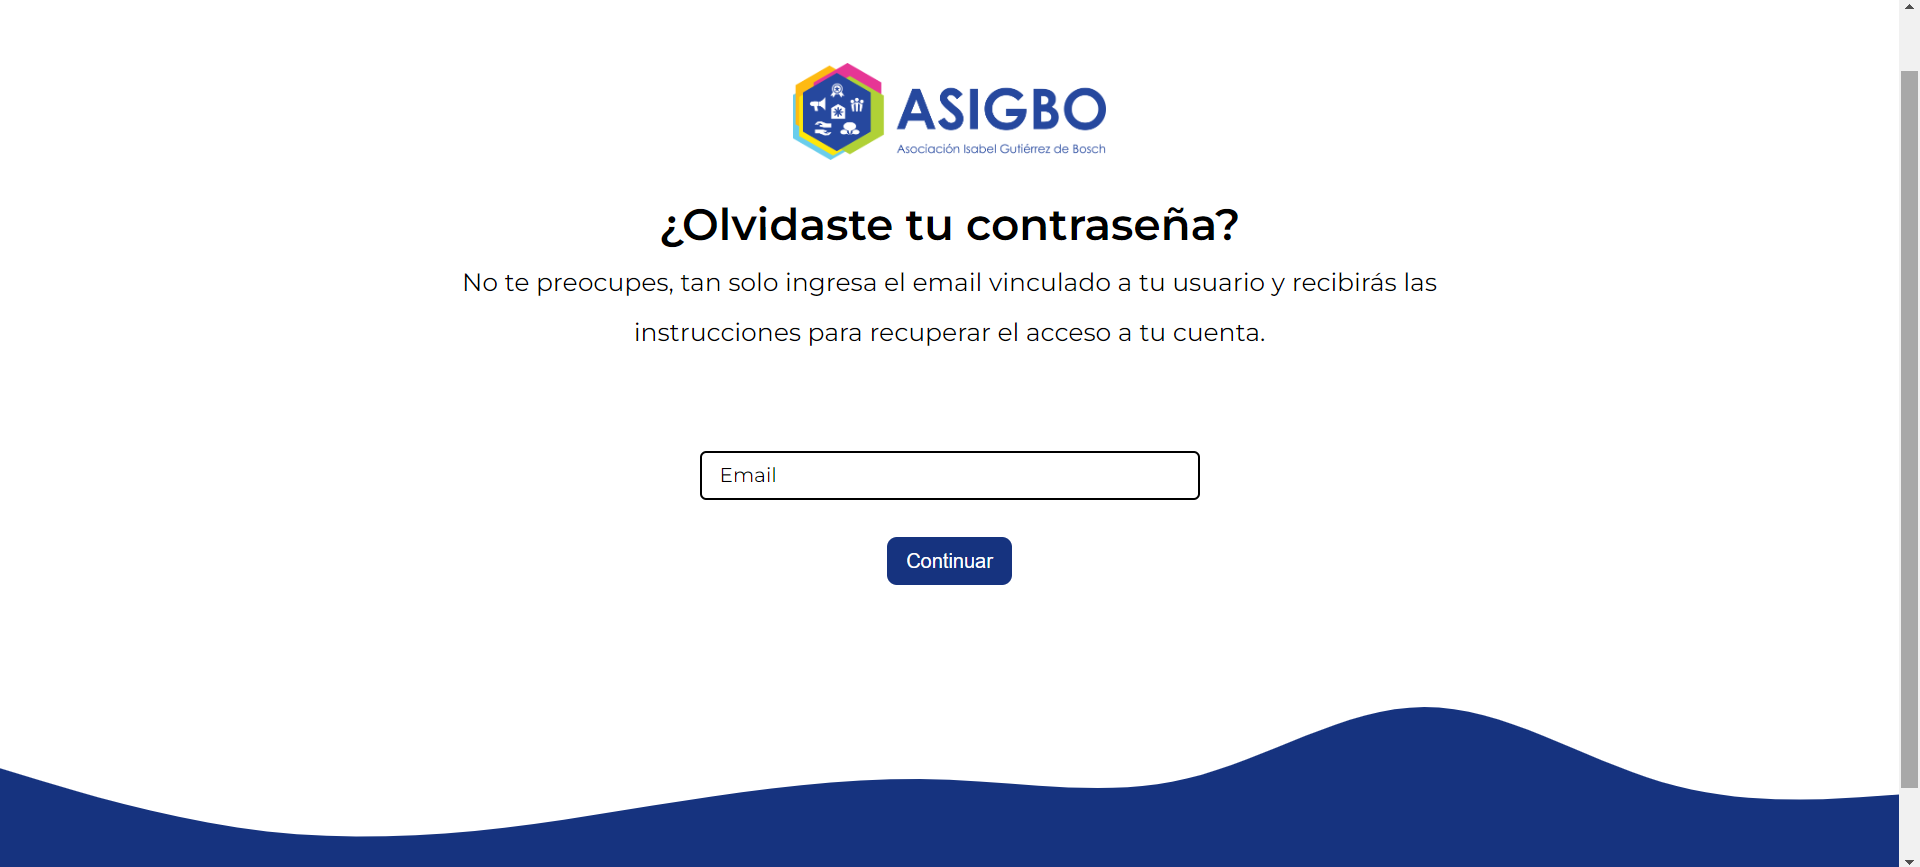 ASIGBO
Asociación Isabel Gutiérrez de Bosch
¿Olvidaste tu contraseña?
No te preocupes, tan solo ingresa el email vinculado a tu usuario y recibirás las
instrucciones para recuperar el acceso a tu cuenta.
Email
Continuar